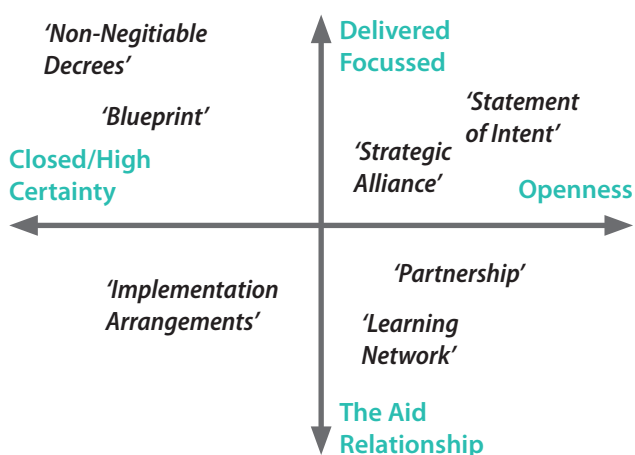 ‘Non-Negitiable
Decrees’
Delivered
Focussed
‘Blueprint’
‘Statement
of Intent’
‘Strategic
Alliance’
Closed/High
Certainty
Openness
‘Implementation
Arrangements’
‘Partnership’
‘Learning
Network’
The Aid
Relationship